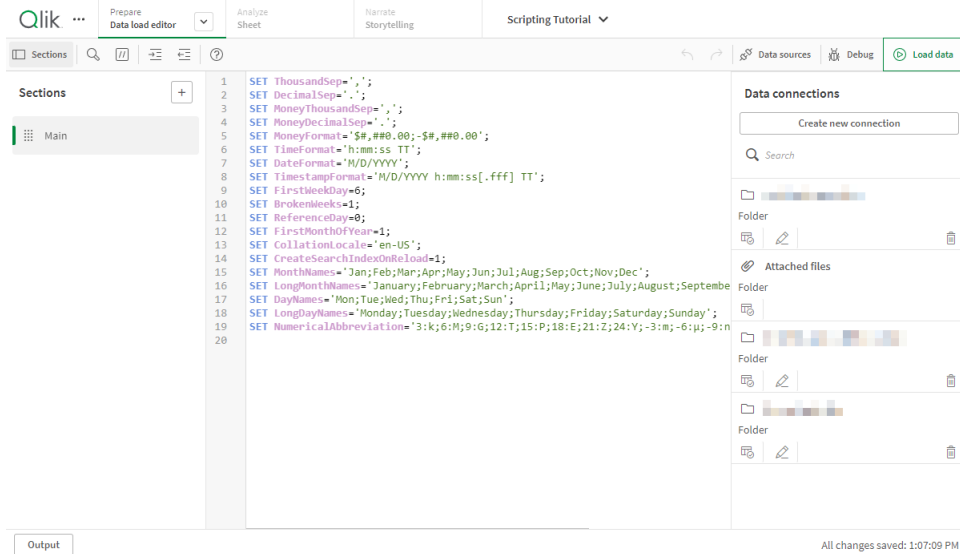 Qlik
Prepare
Data load editor
Analyze
Sheet
Narrate
Storytelling
Scripting Tutorial
Sections
Data sources
Debug
Load data
Sections
Main
1 SET ThousandSep=',';
2 SET DecimalSep='.';
3 SET MoneyThousandSep=',';
4 SET MoneyDecimalSep='.';
5 SET MoneyFormat='$#,##0.00;-$#,##0.00';
6 SET TimeFormat='h:mm:ss TT';
7 SET DateFormat='M/D/YYYY';
8 SET TimestampFormat='M/D/YYYY h:mm:ss[.fff] TT';
9 SET FirstWeekDay=6;
10 SET BrokenWeeks=1;
11 SET ReferenceDay=0;
12 SET FirstMonthOfYear=1;
13 SET CollationLocale='en-US';
14 SET CreateSearchIndexOnReload=1;
15 SET MonthNames='Jan;Feb;Mar;Apr;May;Jun;Jul;Aug;Sep;Oct;Nov;Dec';
16 SET LongMonthNames='January;February;March;April;May;June;July;August;Septembe
17 SET DayNames='Mon;Tue;Wed;Thu;Fri;Sat;Sun';
18 SET LongDayNames='Monday;Tuesday;Wednesday;Thursday;Friday;Saturday;Sunday';
19 SET NumericalAbbreviation='3:k;6:M;9:G;12:T;15:P;18:E;21:Z;24:Y;-3:m;-6:μ;-9:n
20
Data connections
Create new connection
Search
Folder
Attached files
Folder
Folder
Folder
Output
All changes saved: 1:07:09 PM